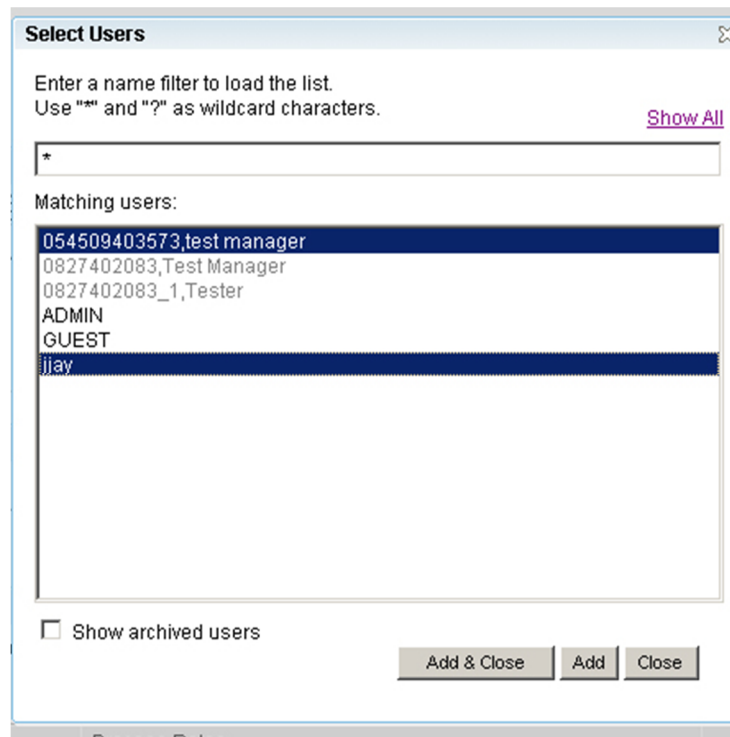 Select Users
Enter a name filter to load the list.
Use "*" and "?" as wildcard characters.
Show All
*
Matching users:
054509403573,test manager
0827402083,Test Manager
0827402083_1,Tester
ADMIN
GUEST
jjay
Show archived users
Add & Close
Add
Close